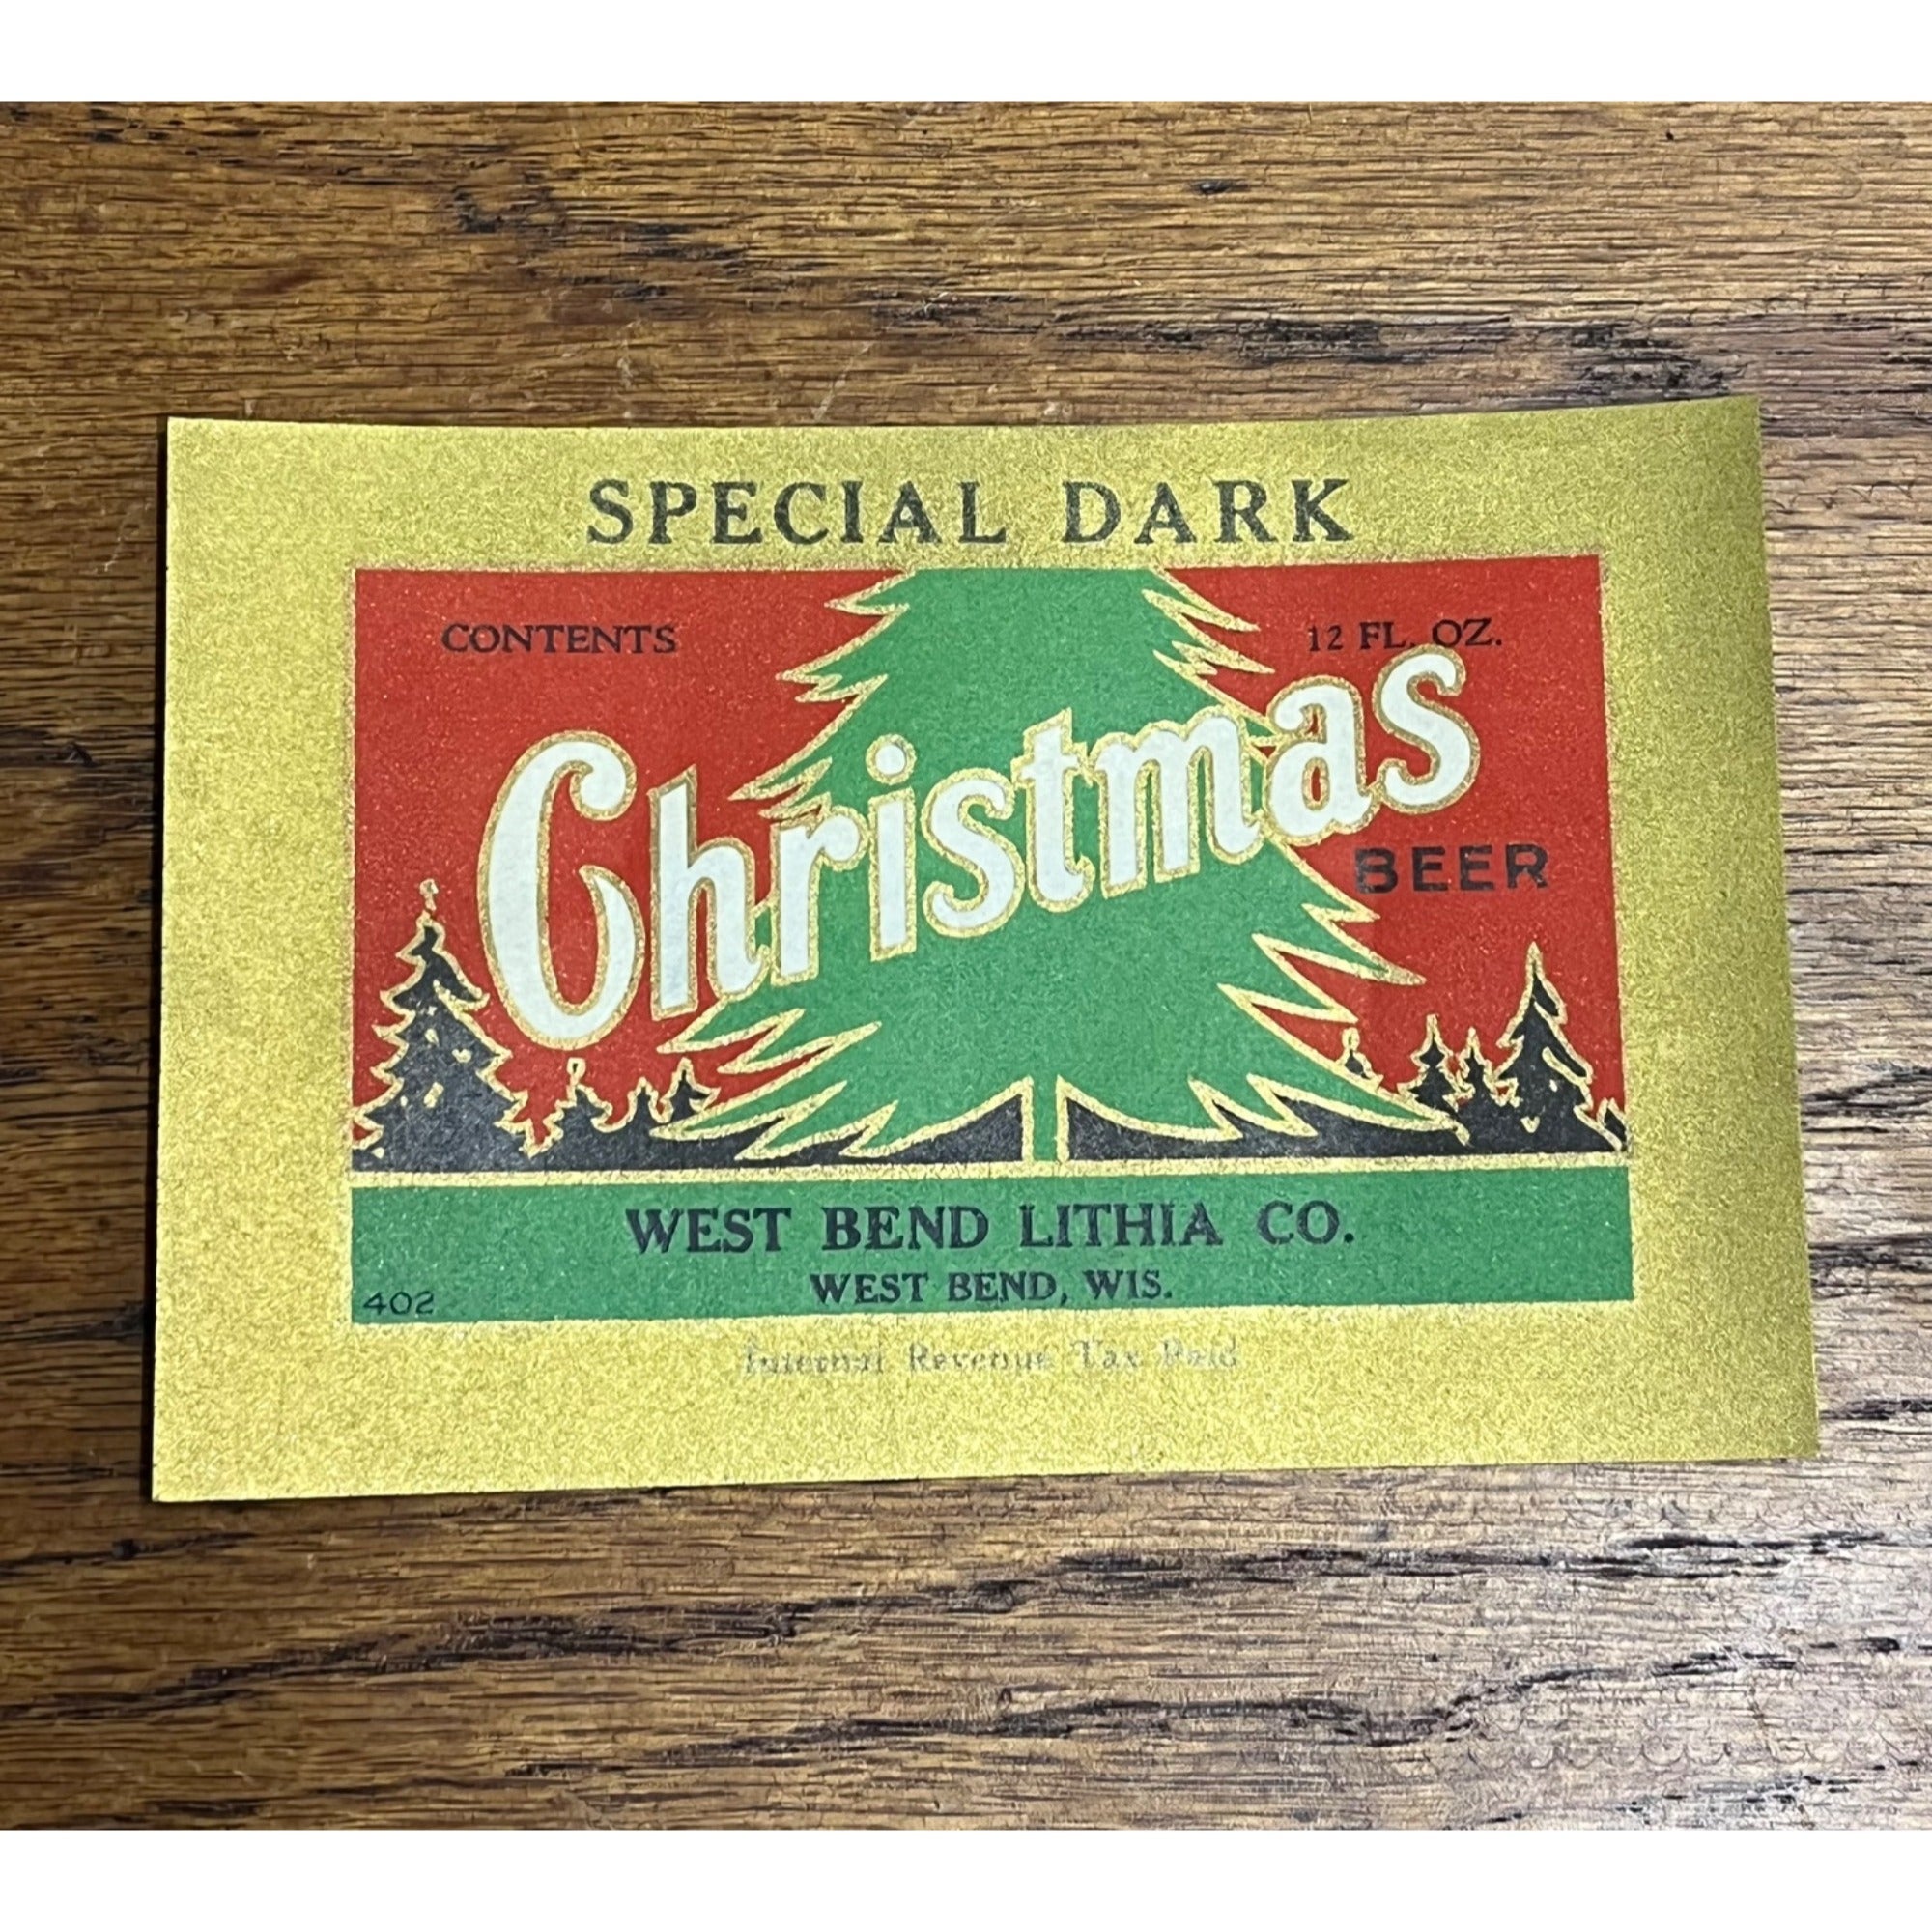 SPECIAL DARK
CONTENTS 12 FL. OZ.
Christmas
BEER
WEST BEND LITHIA CO.
WEST BEND, WIS.
402
Internal Revenue Tax Paid